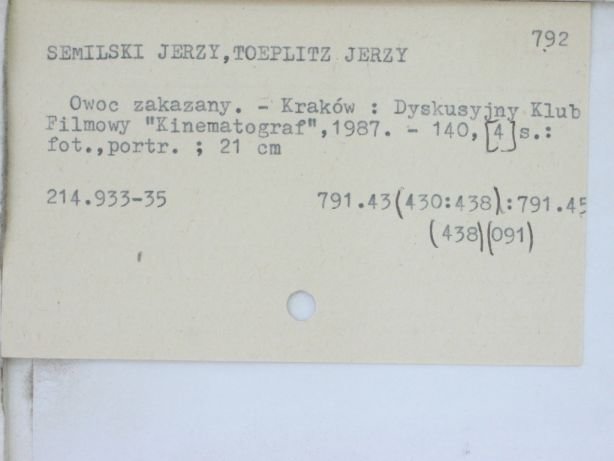 792
SEMILSKI JERZY,TOEPLITZ JERZY
Owoc zakazany. - Kraków : Dyskusyjny Klub
Filmowy "Kinematograf",1987. - 140,[4]s.:
fot.,portr. ; 21 cm
214.933-35 791.43(430:438):791.45
(438)(091)